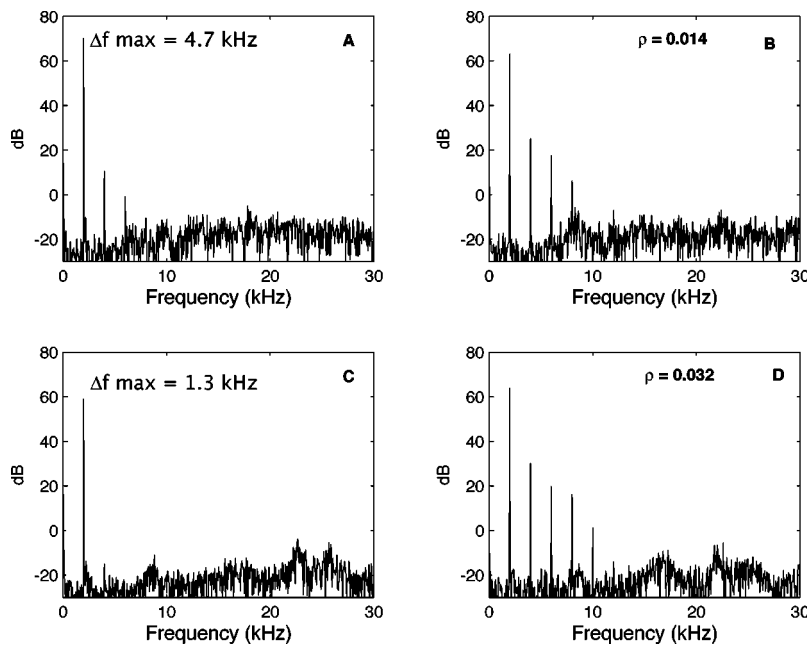 80
60
40
20
0
-20
dB
0 10 20 30
Frequency (kHz)
Δf max = 4.7 kHz
A
80
60
40
20
0
-20
dB
0 10 20 30
Frequency (kHz)
ρ = 0.014
B
80
60
40
20
0
-20
dB
0 10 20 30
Frequency (kHz)
Δf max = 1.3 kHz
C
80
60
40
20
0
-20
dB
0 10 20 30
Frequency (kHz)
ρ = 0.032
D